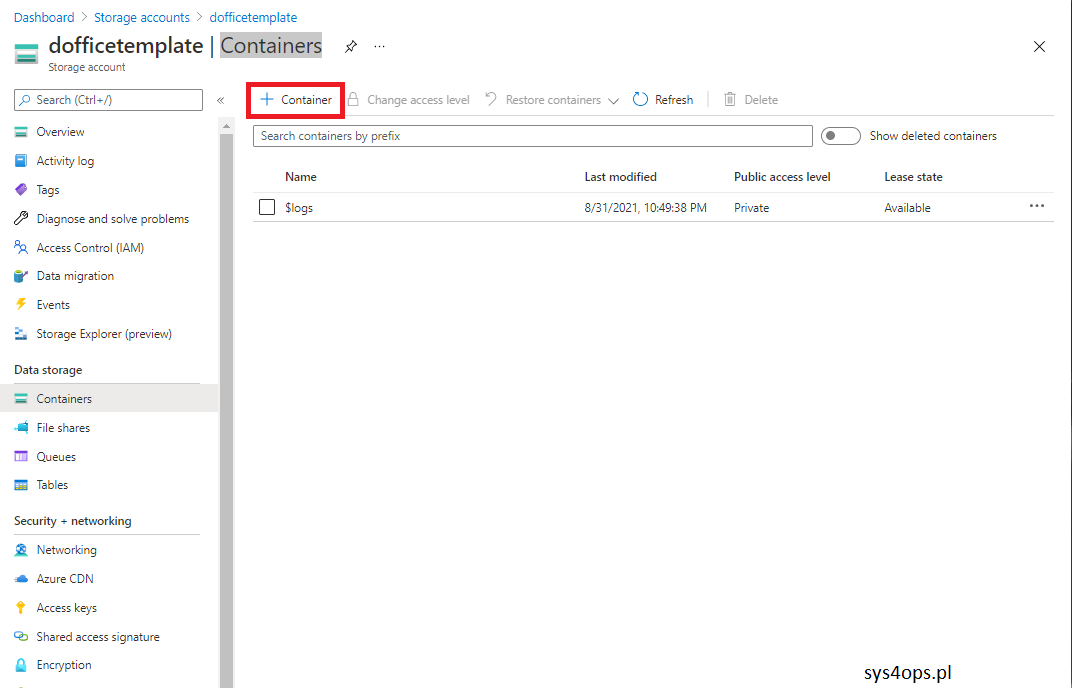 Dashboard > Storage accounts > dofficetemplate
dofficetemplate | Containers ...
Storage account
Search (Ctrl+/) «
Overview
Activity log
Tags
Diagnose and solve problems
Access Control (IAM)
Data migration
Events
Storage Explorer (preview)
Data storage
Containers
File shares
Queues
Tables
Security + networking
Networking
Azure CDN
Access keys
Shared access signature
Encryption
+ Container Change access level Restore containers Refresh Delete
Search containers by prefix Show deleted containers
Name Last modified Public access level Lease state
$logs 8/31/2021, 10:49:38 PM Private Available ...
sys4ops.pl